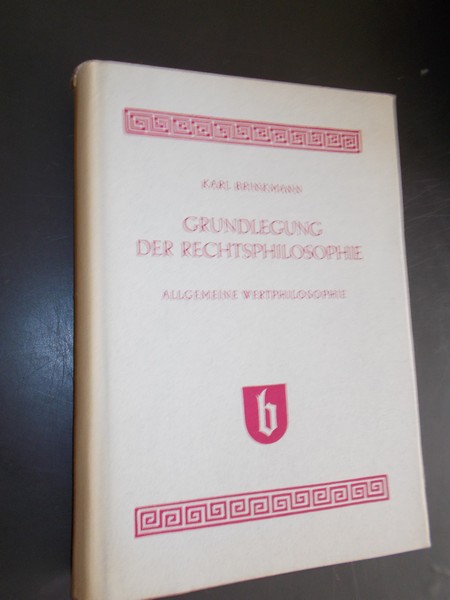 KARL BRINKMANN
GRUNDLEGUNG
DER RECHTSPHILOSOPHIE
ALLGEMEINE WERTPHILOSOPHIE
b